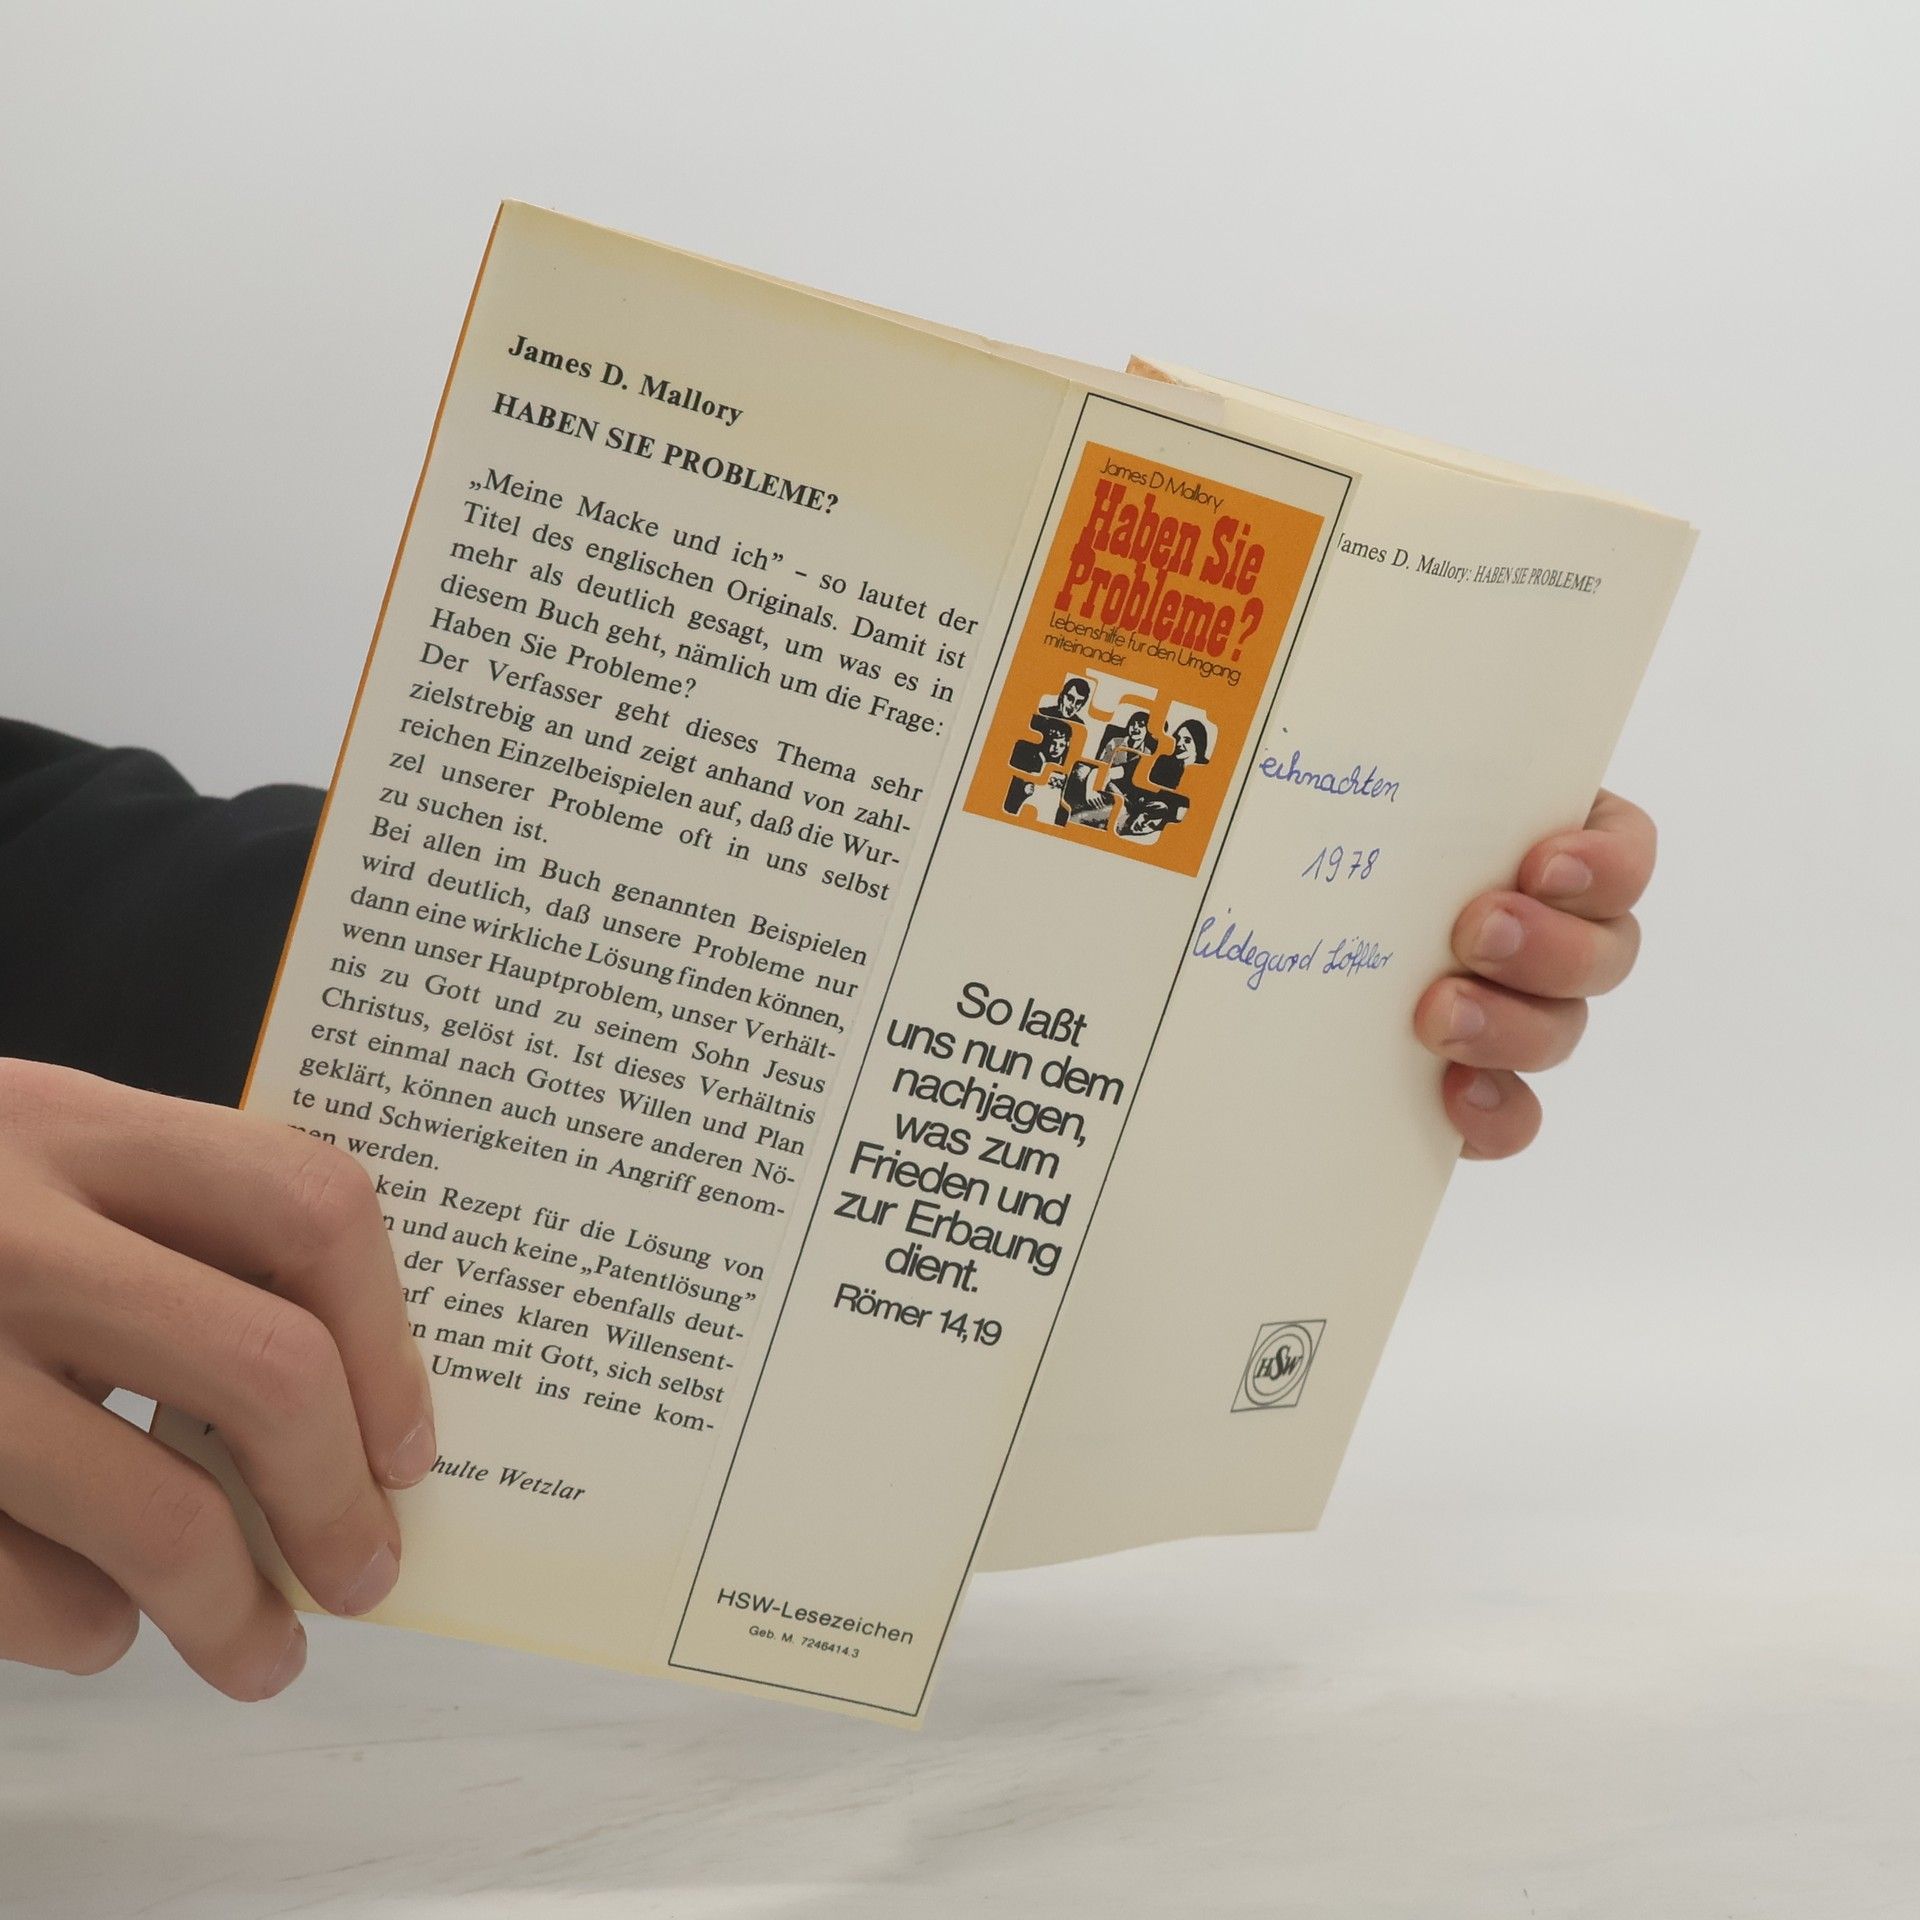 James D. Mallory
HABEN SIE PROBLEME?
„Meine Macke und ich” – so lautet der
Titel des englischen Originals. Damit ist
mehr als deutlich gesagt, um was es in
diesem Buch geht, nämlich um die Frage:
Haben Sie Probleme?
Der Verfasser geht dieses Thema sehr
zielstrebig an und zeigt anhand von zahl-
reichen Einzelbeispielen auf, daß die Wur-
zel unserer Probleme oft in uns selbst
zu suchen ist.
Bei allen im Buch genannten Beispielen
wird deutlich, daß unsere Probleme nur
dann eine wirkliche Lösung finden können,
wenn unser Hauptproblem, unser Verhält-
nis zu Gott und zu seinem Sohn Jesus
Christus, gelöst ist. Ist dieses Verhältnis
erst einmal nach Gottes Willen und Plan
geklärt, können auch unsere anderen Nö-
te und Schwierigkeiten in Angriff genom-
men werden.
kein Rezept für die Lösung von
n und auch keine „Patentlösung”
der Verfasser ebenfalls deut-
arf eines klaren Willensent-
n man mit Gott, sich selbst
Umwelt ins reine kom-
hulte Wetzlar
James D Mallory
Haben Sie
Probleme?
Lebenshilfe für den Umgang
miteinander
So laßt
uns nun dem
nachjagen,
was zum
Frieden und
zur Erbaung
dient.
Römer 14,19
HSW-Lesezeichen
Geb. M. 7246414.3
James D. Mallory: HABEN SIE PROBLEME?
eihnachten
1978
ildegard Löffler
HSW